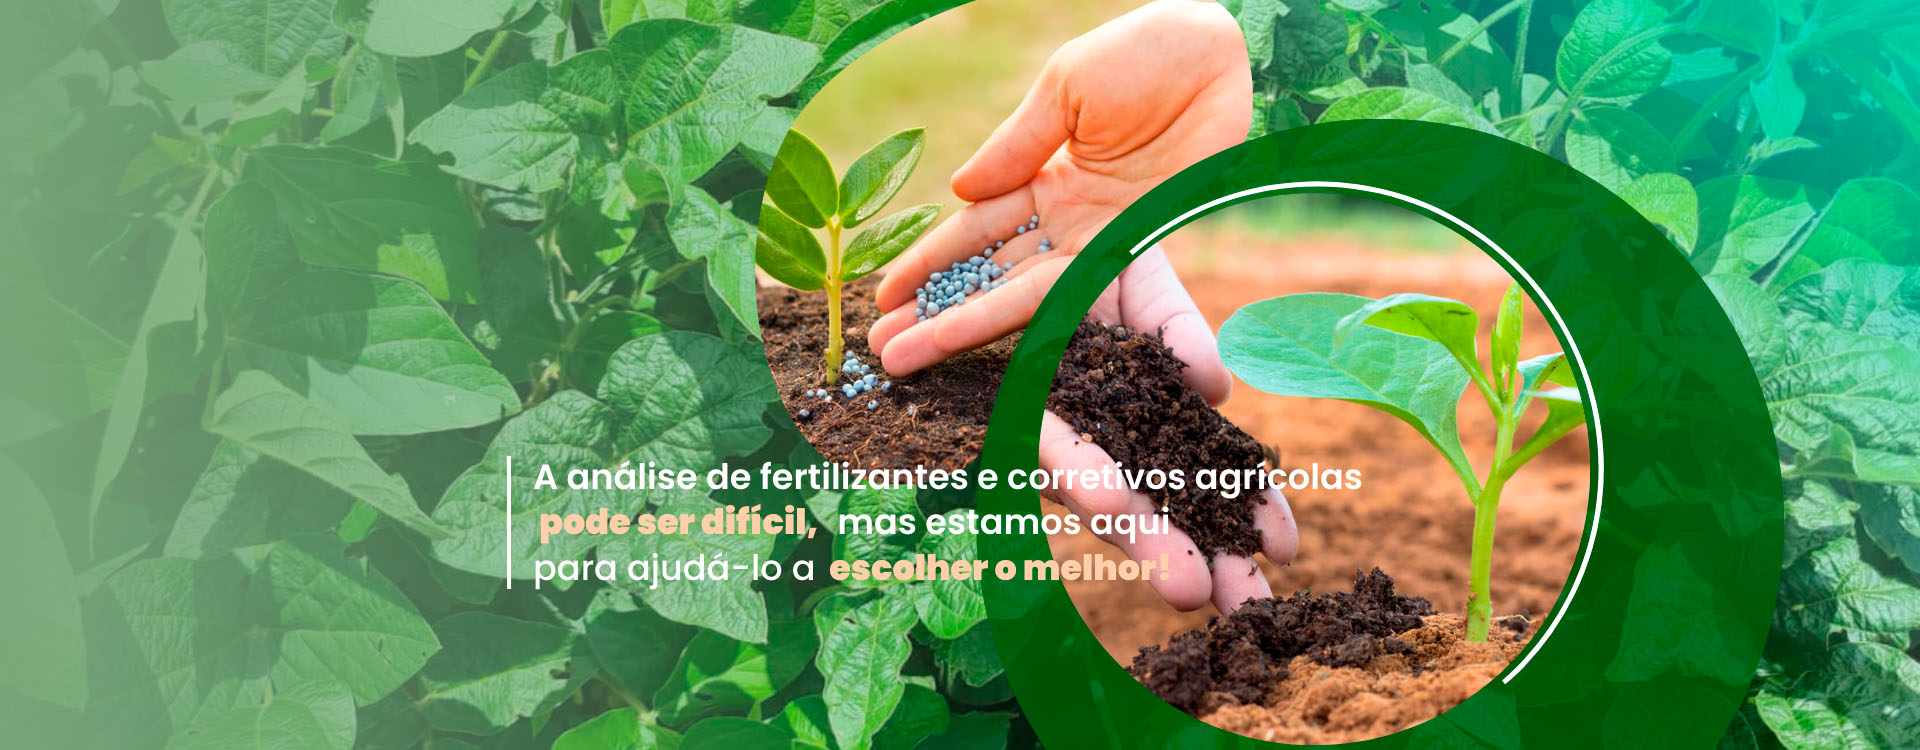 A análise de fertilizantes e corretivos agrícolas
pode ser difícil, mas estamos aqui
para ajudá-lo a escolher o melhor!